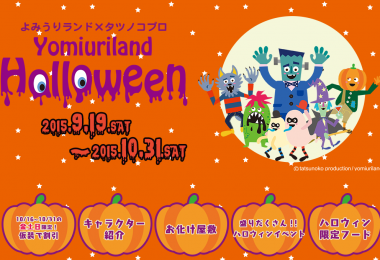 よみうりランド×タツノコプロ
Yomiuriland
Halloween
2015.9.19.SAT
〜2015.10.31.SAT
© tatsunoko production / yomiuriland
10/16~10/31の
金土日限定!
仮装で割引
キャラクター
紹介
お化け屋敷
盛りだくさん!!
ハロウィンイベント
ハロウィン
限定フード